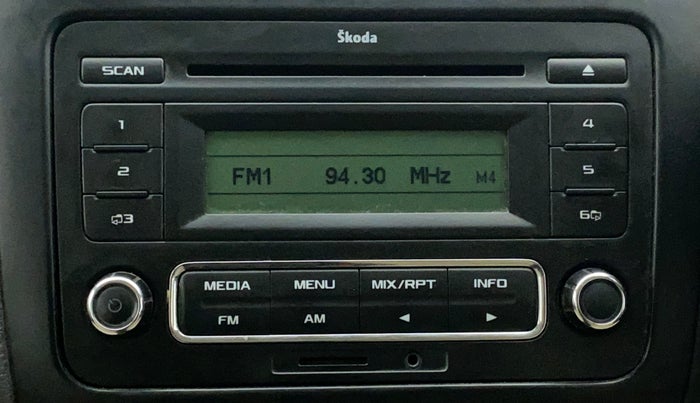 Škoda
SCAN
1
4
FM1 94.30 MHz M4
2
5
3
6
MEDIA MENU MIX/RPT INFO
FM AM